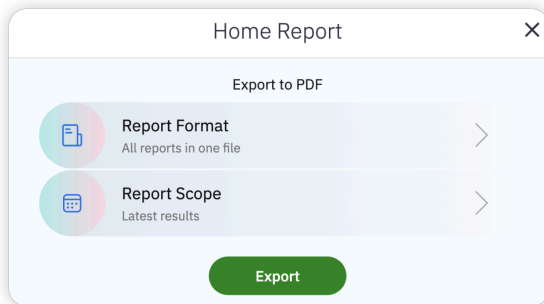 Home Report
Export to PDF
Report Format
All reports in one file
Report Scope
Latest results
Export